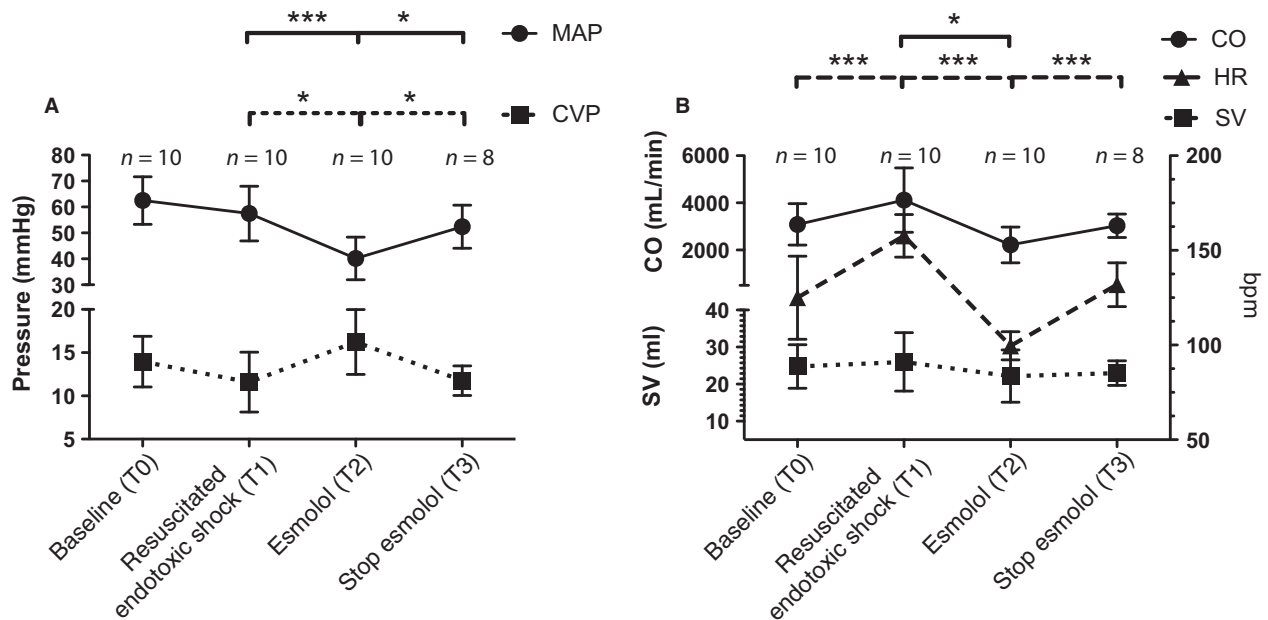 *** *
MAP
* *
CVP
A
n = 10 n = 10 n = 10 n = 8
Pressure (mmHg)
80
70
60
50
40
30
20
15
10
5
Baseline (T0)
Resuscitated
endotoxic shock (T1)
Esmolol (T2)
Stop esmolol (T3)
*
*** *** ***
CO
HR
SV
B
n = 10 n = 10 n = 10 n = 8
CO (mL/min)
6000
4000
2000
SV (ml)
40
30
20
10
200
150
100
50
bpm
Baseline (T0)
Resuscitated
endotoxic shock (T1)
Esmolol (T2)
Stop esmolol (T3)